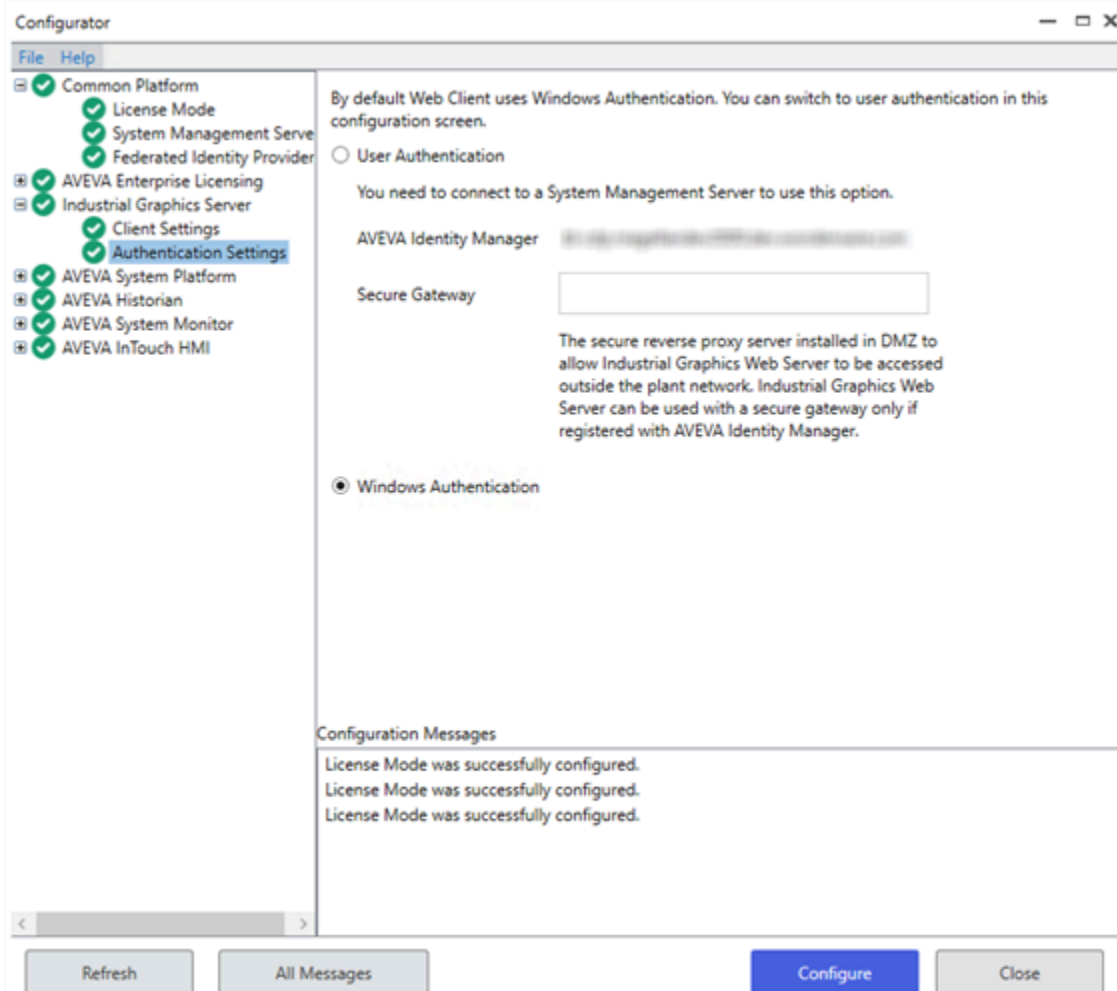 Configurator
File Help
Common Platform
License Mode
System Management Serve
Federated Identity Provider
AVEVA Enterprise Licensing
Industrial Graphics Server
Client Settings
Authentication Settings
AVEVA System Platform
AVEVA Historian
AVEVA System Monitor
AVEVA InTouch HMI
By default Web Client uses Windows Authentication. You can switch to user authentication in this
configuration screen.
User Authentication
You need to connect to a System Management Server to use this option.
AVEVA Identity Manager
Secure Gateway
The secure reverse proxy server installed in DMZ to
allow Industrial Graphics Web Server to be accessed
outside the plant network. Industrial Graphics Web
Server can be used with a secure gateway only if
registered with AVEVA Identity Manager.
Windows Authentication
Configuration Messages
License Mode was successfully configured.
License Mode was successfully configured.
License Mode was successfully configured.
Refresh
All Messages
Configure
Close